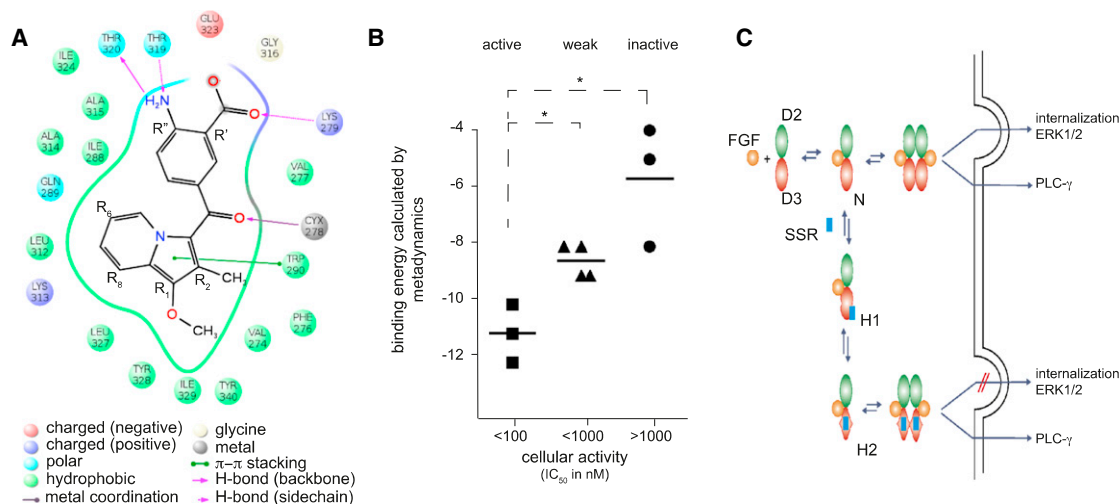 A
GLU
323
THR
320
THR
319
GLY
316
ILE
324
ALA
315
LYS
279
ALA
314
ILE
288
GLN
289
VAL
277
CYX
278
LEU
312
TRP
290
LYS
313
PHE
276
LEU
327
VAL
274
TYR
328
ILE
329
TYR
340
H₂N
O
O
R"
R'
O
R₆
N
R₈
R₁
R₂
CH₃
O
CH₃
charged (negative)
charged (positive)
polar
hydrophobic
metal coordination
glycine
metal
π–π stacking
H-bond (backbone)
H-bond (sidechain)
B
active weak inactive
*
*
-4
-6
-8
-10
-12
binding energy calculated by
metadynamics
<100 <1000 >1000
cellular activity
(IC₅₀ in nM)
C
D2
FGF
+
D3
N
internalization
ERK1/2
PLC-γ
SSR
H1
H2
internalization
ERK1/2
PLC-γ